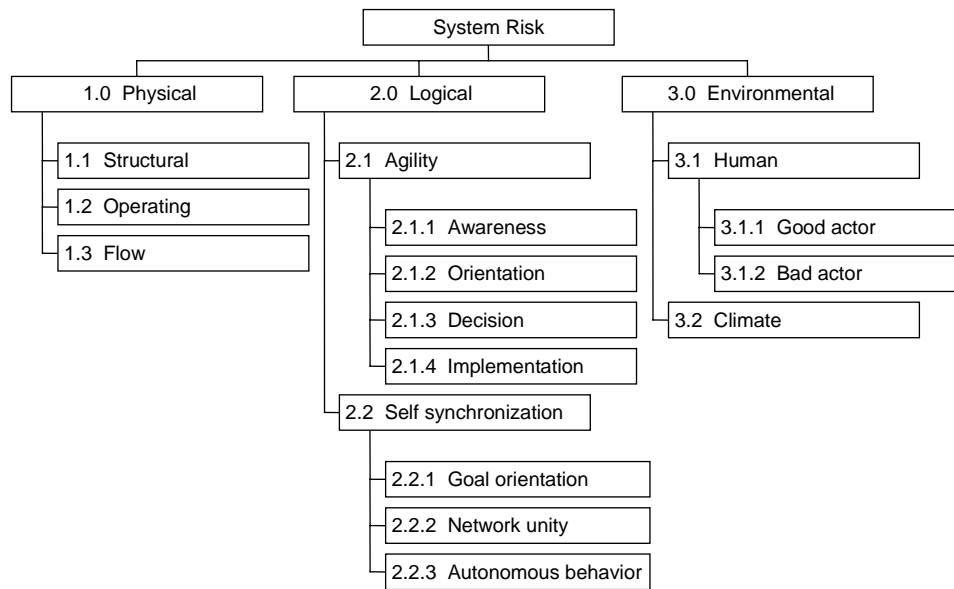 System Risk
1.0 Physical
1.1 Structural
1.2 Operating
1.3 Flow
2.0 Logical
2.1 Agility
2.1.1 Awareness
2.1.2 Orientation
2.1.3 Decision
2.1.4 Implementation
2.2 Self synchronization
2.2.1 Goal orientation
2.2.2 Network unity
2.2.3 Autonomous behavior
3.0 Environmental
3.1 Human
3.1.1 Good actor
3.1.2 Bad actor
3.2 Climate